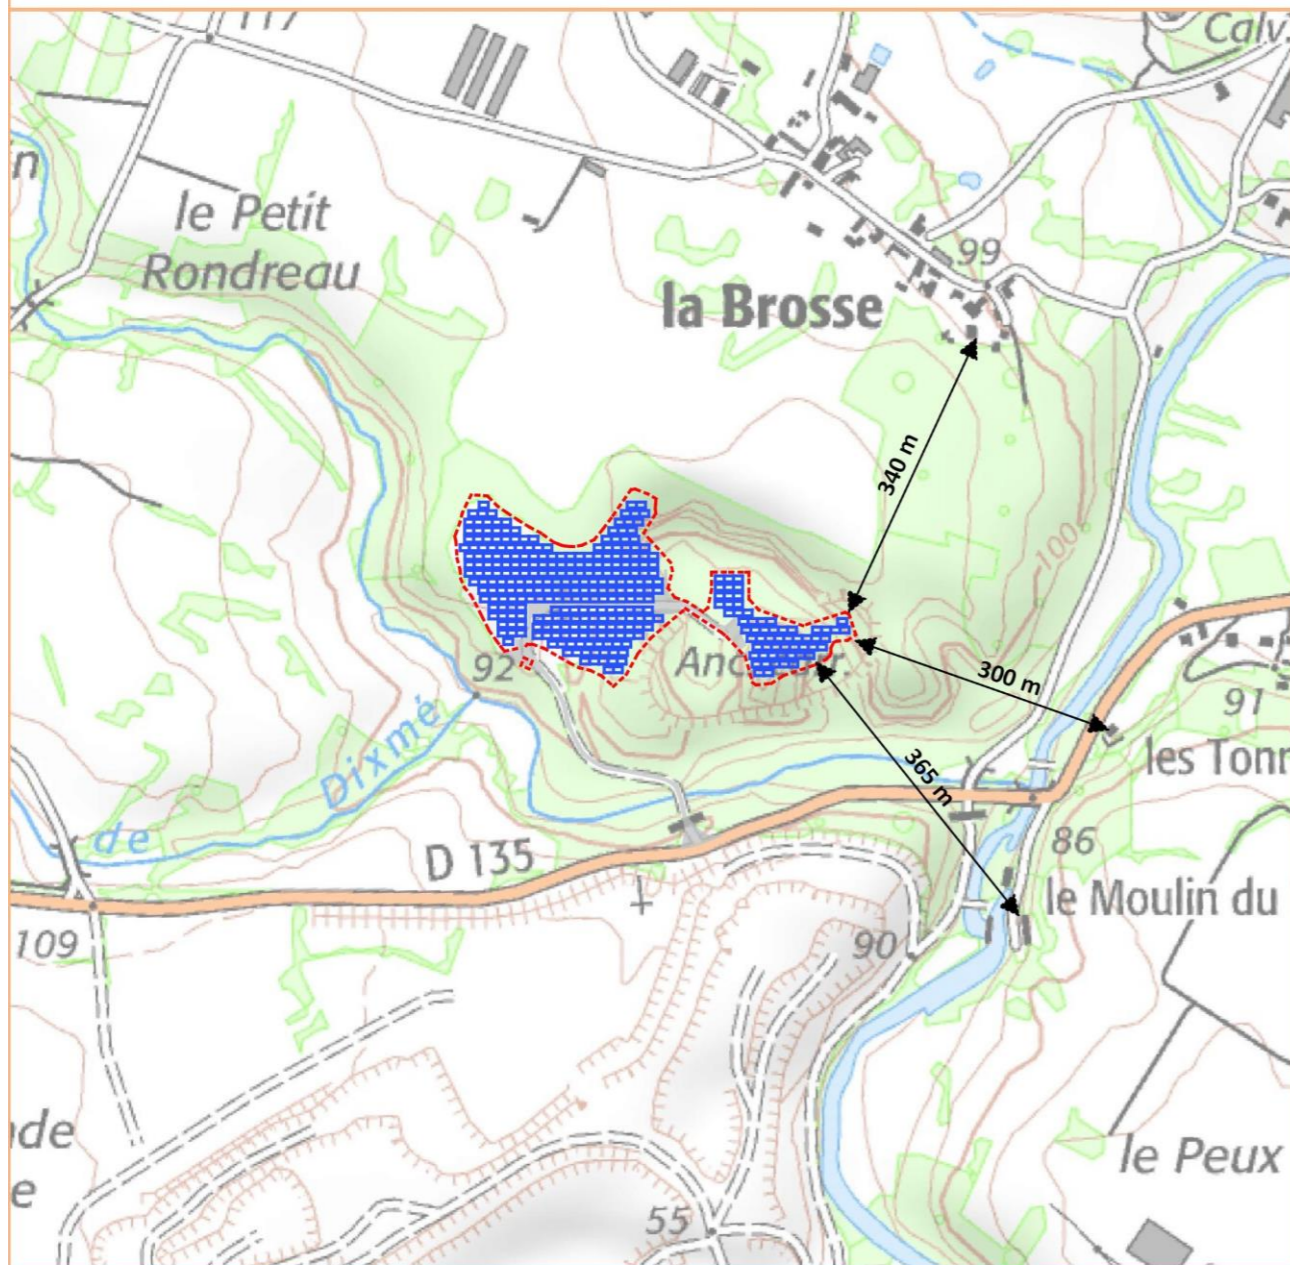 117
Calv.
n
le Petit
Rondreau
99
la Brosse
340 m
100
92
Anc
r.
300 m
91
les Tonn
Dixmé
365 m
de
D 135
86
le Moulin du
109
90
de
e
le Peux
55